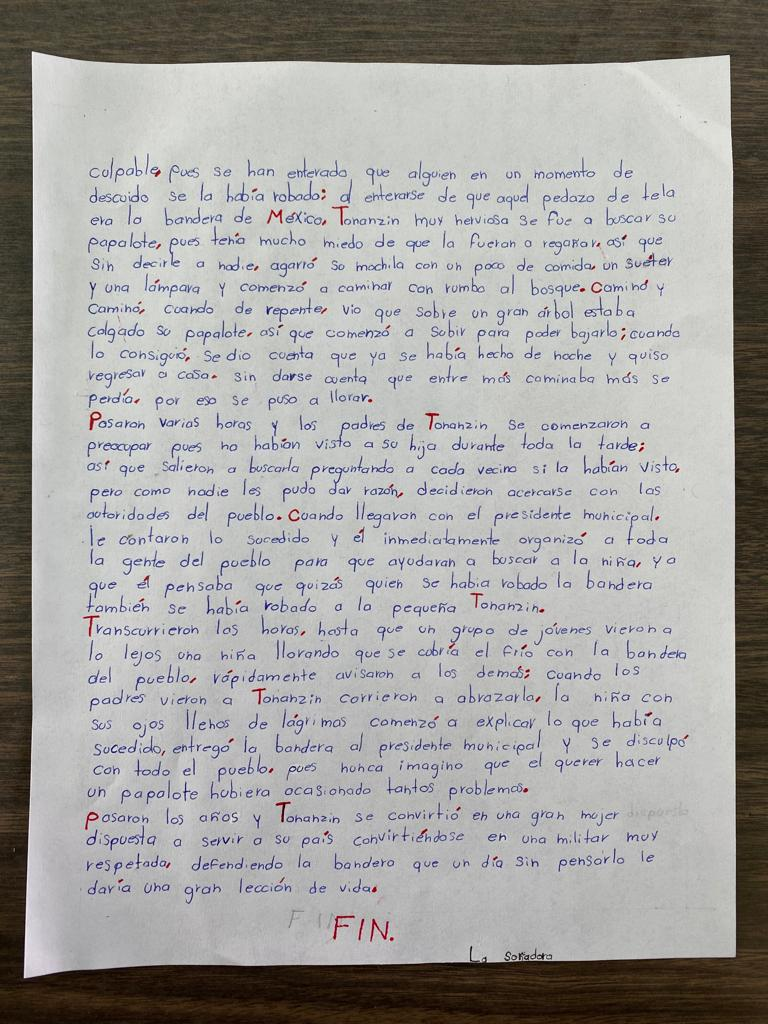 culpable, pues se han enterado que alguien en un momento de
descuido se la había robado; al enterarse de que aquel pedazo de tela
era la bandera de México, Tonanzin muy nerviosa se fue a buscar su
papalote, pues tenía mucho miedo de que la fueran a regañar, así que
sin decirle a nadie, agarró so mochila con un poco de comida, un suéter
y una lámpara y comenzó a caminar con rumbo al bosque. Caminó y
caminó, cuando de repente, vio que sobre un gran árbol estaba
colgado su papalote, así que comenzó a subir para poder bajarlo; cuando
lo consiguió, se dio cuenta que ya se había hecho de noche y quiso
regresar a casa. sin darse cuenta que entre más caminaba más se
perdía, por eso se puso a llorar.
Pasaron varias horas y los padres de Tonanzin se comenzaron a
preocupar pues no habían visto a su hija durante toda la tarde;
así que salieron a buscarla preguntando a cada vecino si la habían visto,
pero como nadie les pudo dar razón, decidieron acercarse con las
autoridades del pueblo. Cuando llegaron con el presidente municipal.
le contaron lo sucedido y él inmediatamente organizó a toda
la gente del pueblo para que ayudaran a buscar a la niña, ya
que él pensaba que quizás quien se habia robado la bandera
también se había robado a la pequeña Tonanzin.
Transcurrieron las horas, hasta que un grupo de jóvenes vieron a
lo lejos una niña llorando que se cobría el frío con la bandera
del pueblo, rápidamente avisaron a los demás; cuando los
padres vieron a Tonanzin corrieron a abrazarla, la niña con
sus ojos llenos de lágrimas comenzó a explicar lo que había
sucedido, entregó la bandera al presidente municipal y se disculpó
con todo el pueblo, pues nunca imagino que el querer hacer
un papalote hubiera ocasionado tantos problemas.
Pasaron los años y Tonanzin se convirtió en una gran mujer dispuesta
dispuesta a servir a su país convirtiéndose en una militar muy
respetada, defendiendo la bandera que un día sin pensarlo le
daría una gran lección de vida.
FIN
FIN.
La Soñadora